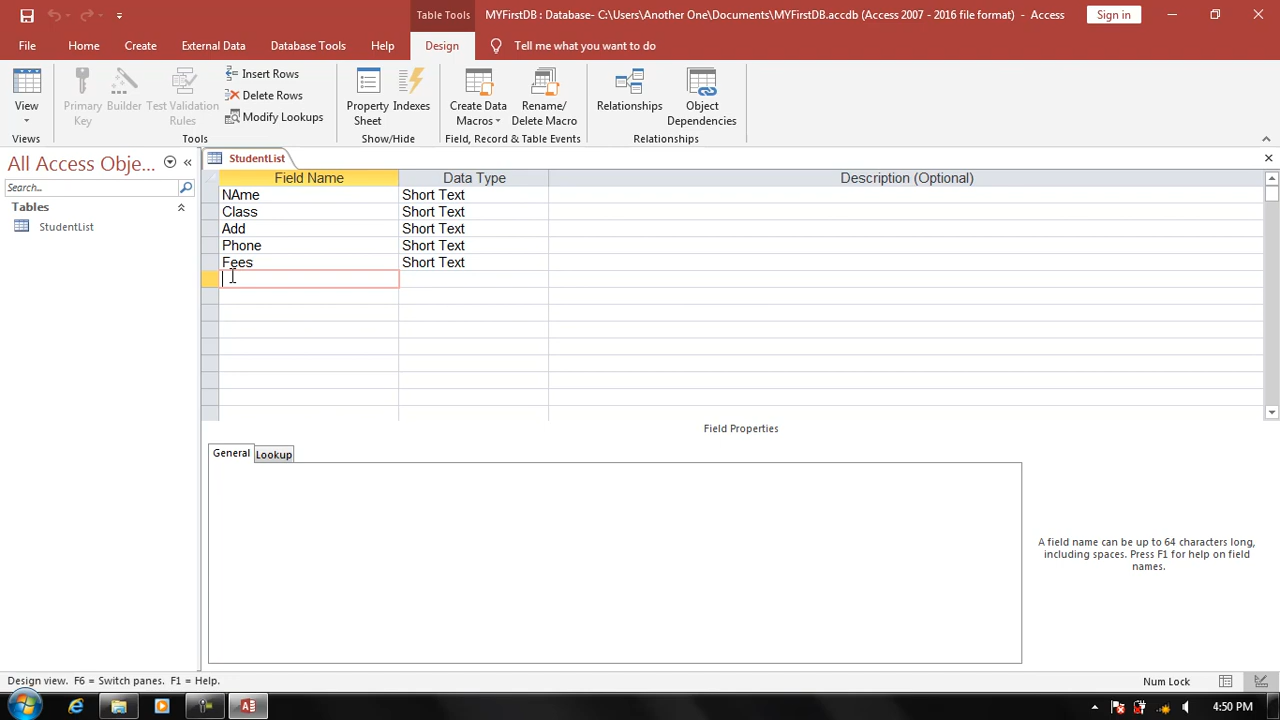 Table Tools
MYFirstDB : Database- C:\Users\Another One\Documents\MYFirstDB.accdb (Access 2007 - 2016 file format) - Access
Sign in
File
Home
Create
External Data
Database Tools
Help
Design
Tell me what you want to do
View
Primary Key
Builder
Test Validation Rules
Insert Rows
Delete Rows
Modify Lookups
Property Sheet
Indexes
Create Data Macros
Rename/ Delete Macro
Relationships
Object Dependencies
Views
Tools
Show/Hide
Field, Record & Table Events
Relationships
All Access Obje...
Search...
Tables
StudentList
StudentList
Field Name Data Type Description (Optional)
NAme Short Text
Class Short Text
Add Short Text
Phone Short Text
Fees Short Text
Field Properties
General
Lookup
A field name can be up to 64 characters long,
including spaces. Press F1 for help on field
names.
Design view. F6 = Switch panes. F1 = Help.
Num Lock
4:50 PM